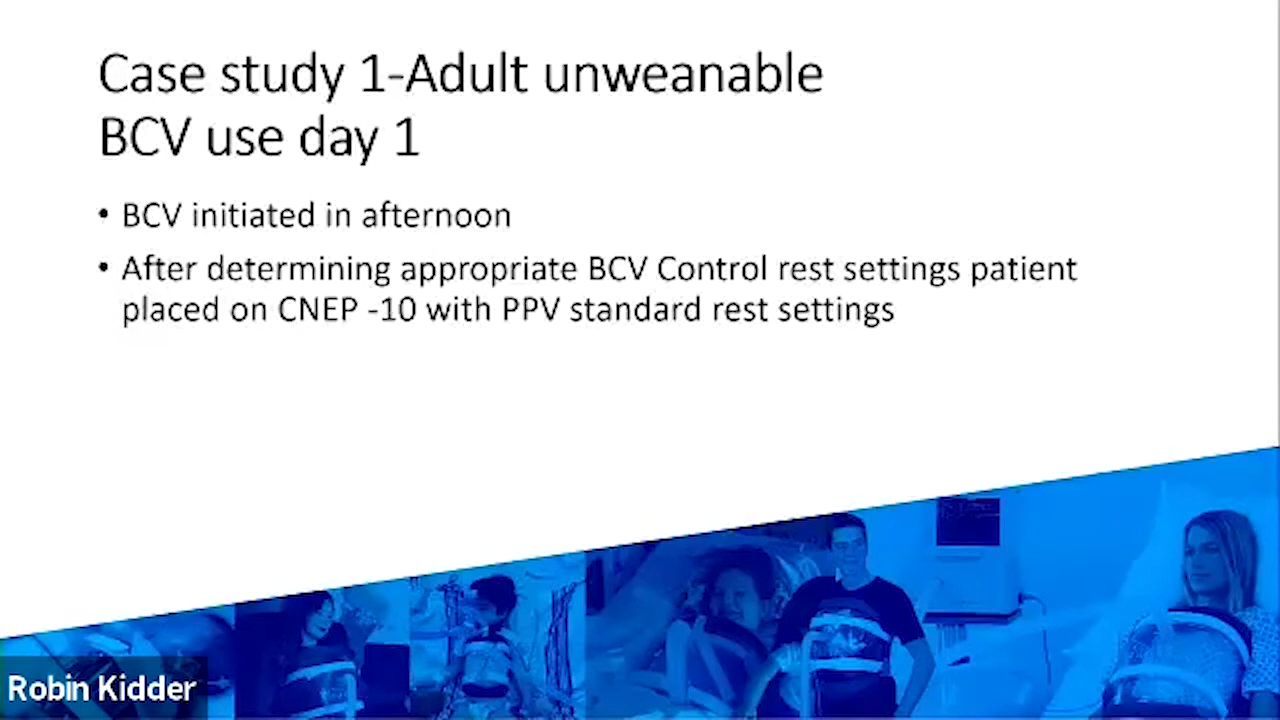 Case study 1-Adult unweanable
BCV use day 1
• BCV initiated in afternoon
• After determining appropriate BCV Control rest settings patient
placed on CNEP -10 with PPV standard rest settings
Robin Kidder